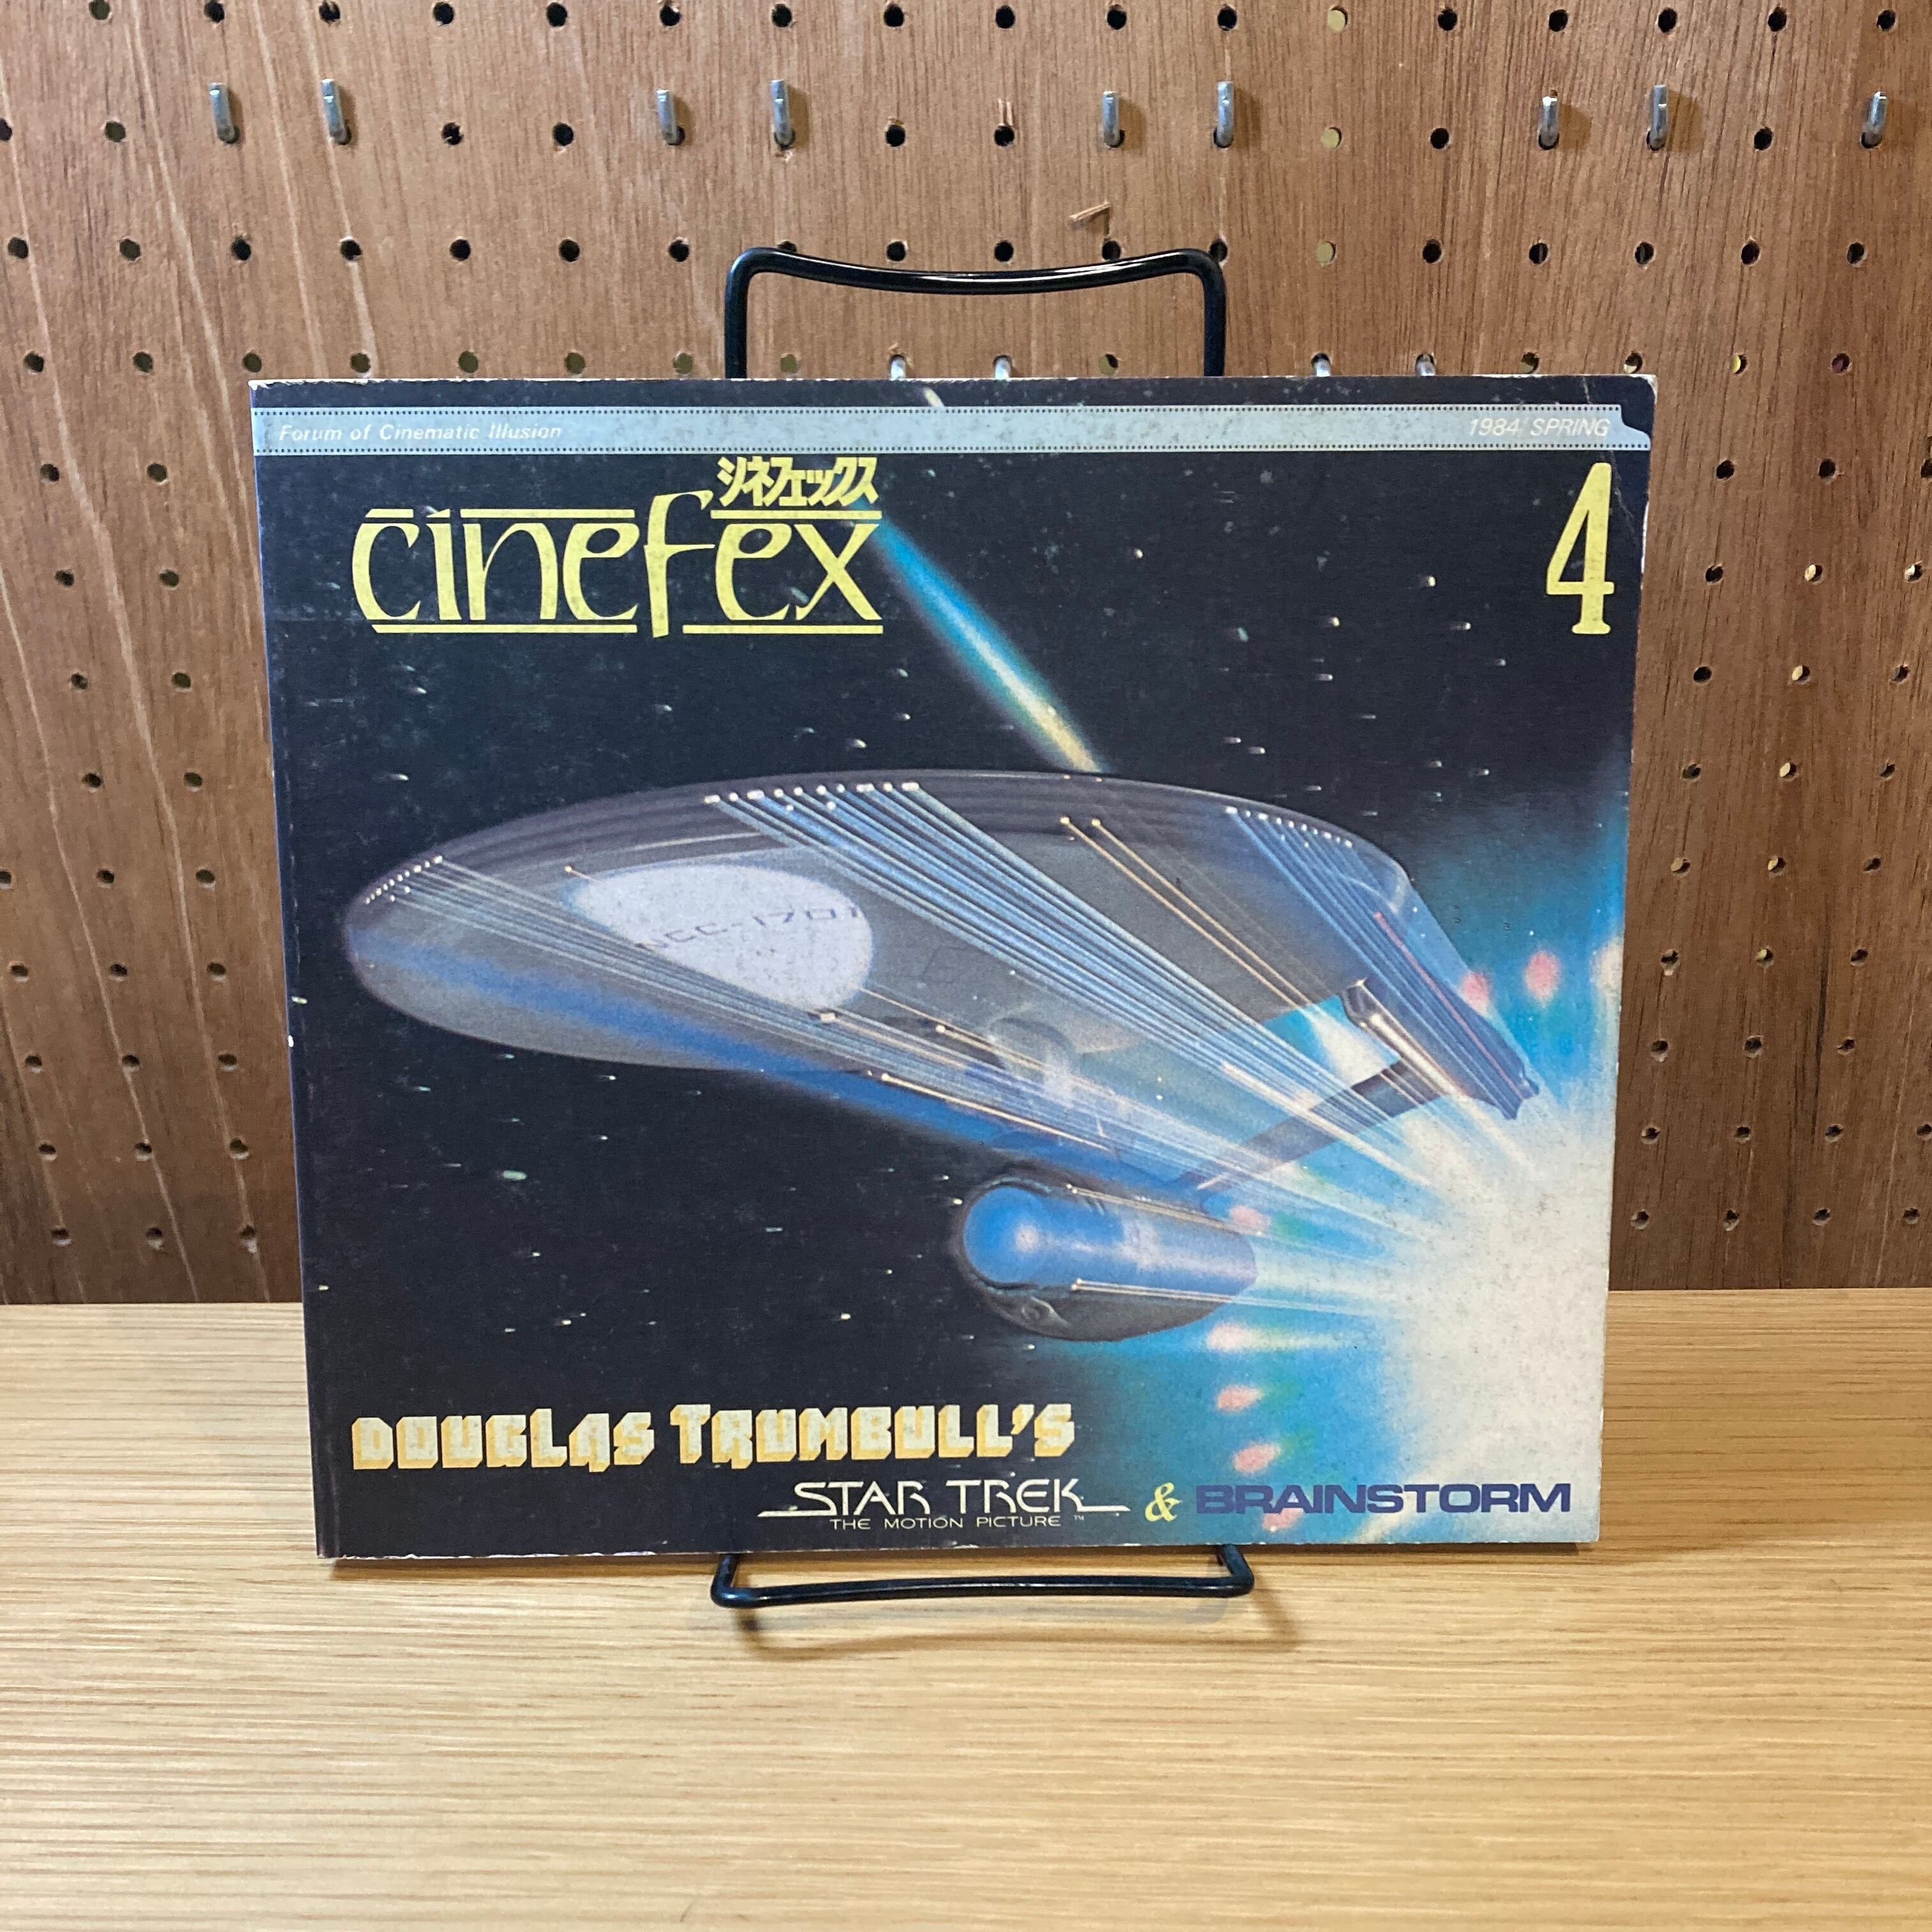 Forum of Cinematic Illusion
1984 SPRING
シネフェックス
cinefex
4
NCC-1701
DOUGLAS TRUMBULL'S
STAR TREK & BRAINSTORM
THE MOTION PICTURE ™